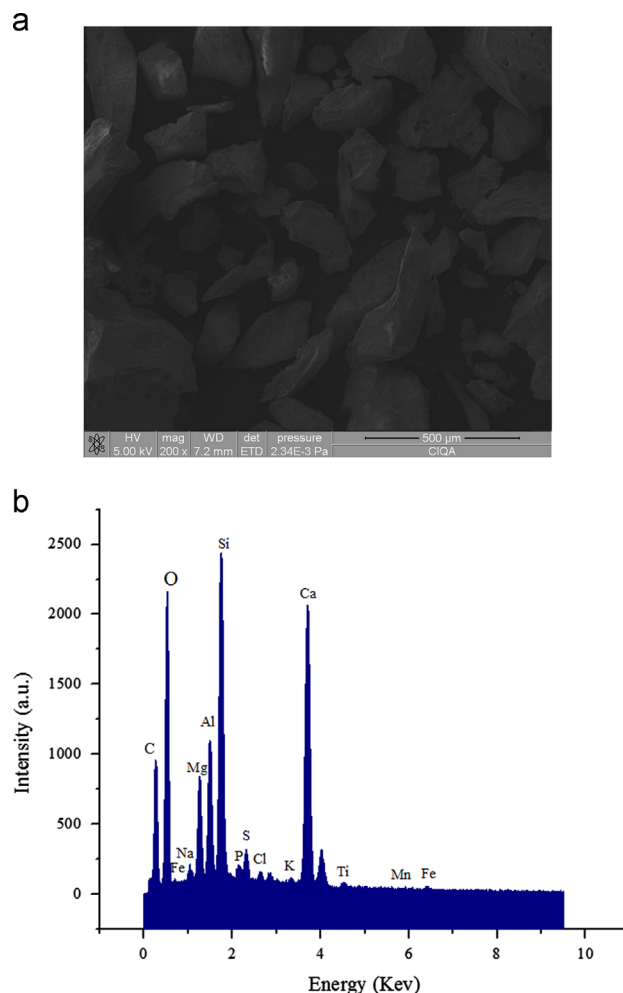 a
HV mag WD det pressure 500 µm
5.00 kV 200 x 7.2 mm ETD 2.34E-3 Pa CIQA
b
2500
2000
1500
1000
500
0
Intensity (a.u.)
C
O
Fe
Na
Mg
Al
Si
P
S
Cl
K
Ca
Ti
Mn
Fe
0 2 4 6 8 10
Energy (Kev)